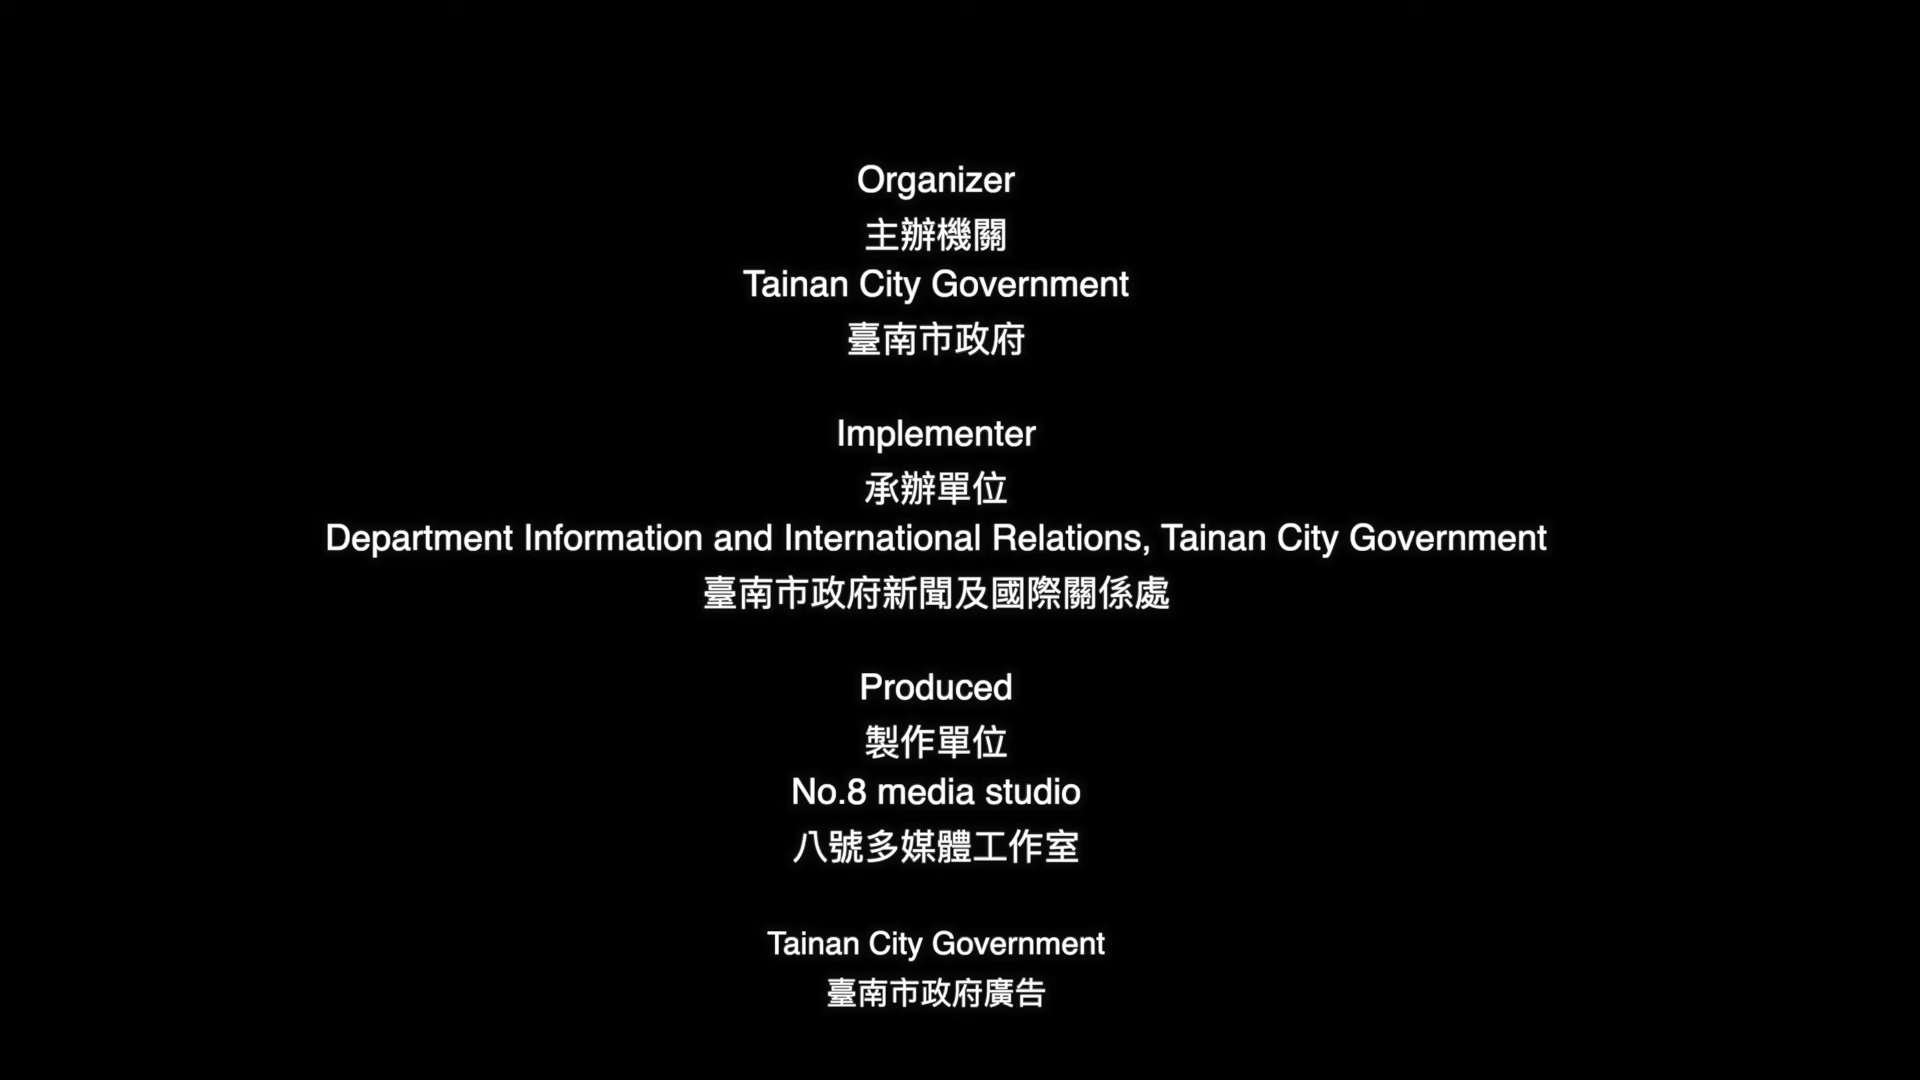 Organizer
主辦機關
Tainan City Government
臺南市政府
Implementer
承辦單位
Department Information and International Relations, Tainan City Government
臺南市政府新聞及國際關係處
Produced
製作單位
No.8 media studio
八號多媒體工作室
Tainan City Government
臺南市政府廣告